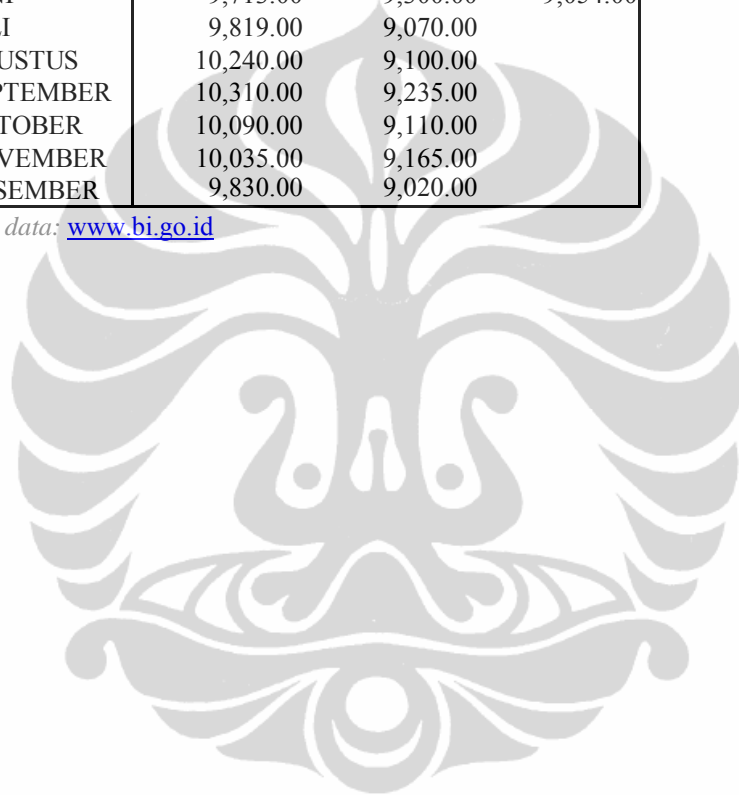 LI 9,819.00 9,070.00
USTUS 10,240.00 9,100.00
PTEMBER 10,310.00 9,235.00
TOBER 10,090.00 9,110.00
VEMBER 10,035.00 9,165.00
SEMBER 9,830.00 9,020.00
data: www.bi.go.id